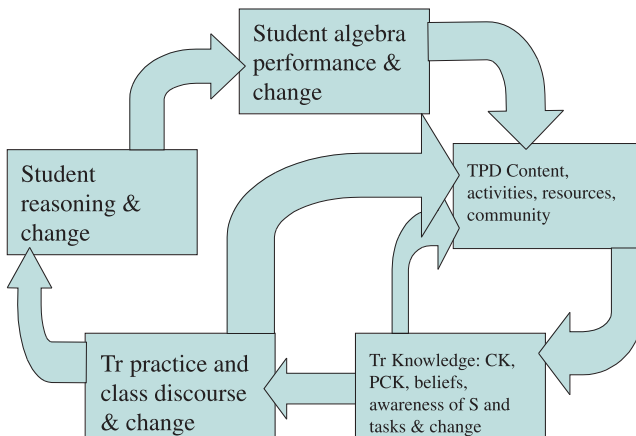 Student algebra
performance &
change
Student
reasoning &
change
TPD Content,
activities, resources,
community
Tr practice and
class discourse
& change
Tr Knowledge: CK,
PCK, beliefs,
awareness of S and
tasks & change